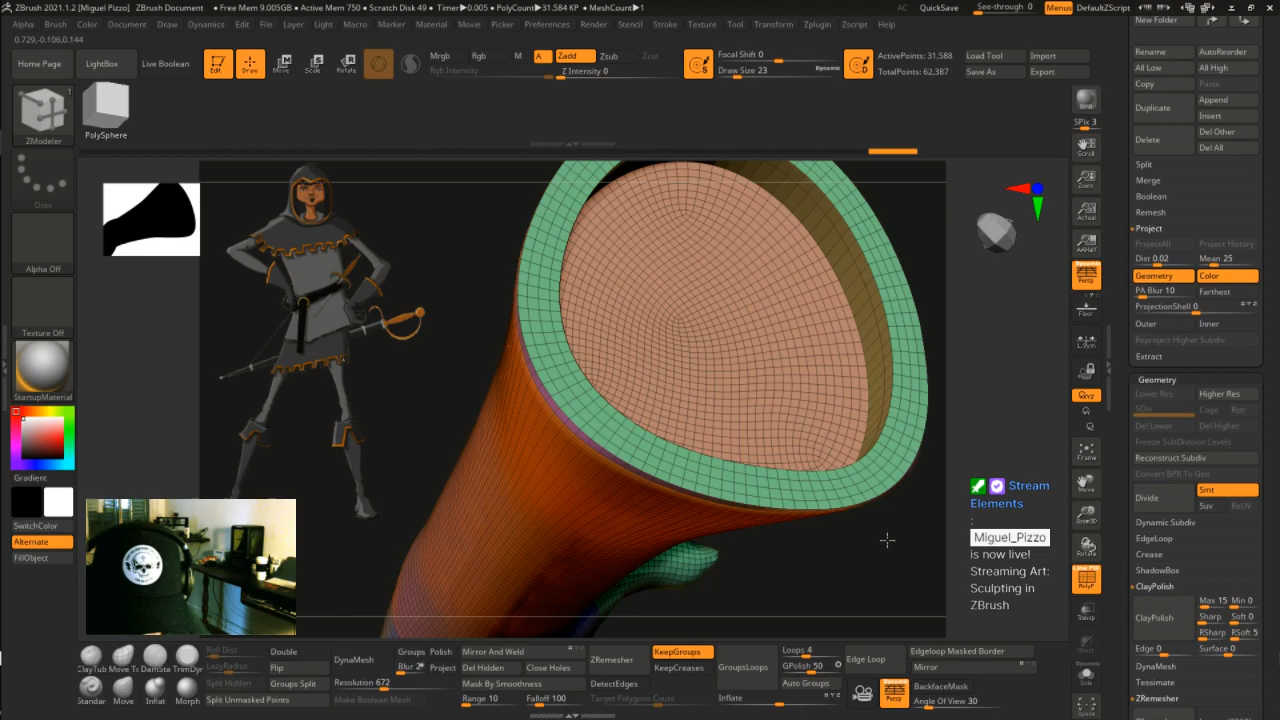 ZBrush 2021.1.2 [Miguel Pizzo] ZBrush Document • Free Mem 9.005GB • Active Mem 750 • Scratch Disk 49 • Timer▶0.005 • PolyCount▶31.584 KP • MeshCount▶1 AC QuickSave See-through 0 Menus DefaultZScript
Alpha Brush Color Document Draw Dynamics Edit File Layer Light Macro Marker Material Movie Picker Preferences Render Stencil Stroke Texture Tool Transform Zplugin Zscript Help
0.729,-0.106,0.144
Home Page LightBox Live Boolean Edit Draw Move Scale Rotate
Mrgb Rgb M A Zadd Zsub Zcut
Rgb Intensity Z Intensity 0
Focal Shift 0
Draw Size 23 Dynamic
S D
ActivePoints: 31,588
TotalPoints: 62,387
Load Tool Import
Save As Export
ZModeler 1
PolySphere
Dots
Alpha Off
Texture Off
StartupMaterial
Gradient
SwitchColor
Alternate
FillObject
BPR
SPix 3
Scroll
Zoom
Actual
AAHalf
Dynamic
Persp
Floor
L.Sym
XYZ
Frame
Move
Zoom3D
Rotate
Line Fill
PolyF
Transp
Dynamic
Solo
New Folder
Rename AutoReorder
All Low All High
Copy Paste
Duplicate Append
Insert
Delete Del Other
Del All
Split
Merge
Boolean
Remesh
Project
ProjectAll Project History
Dist 0.02 Mean 25
Geometry Color
PA Blur 10 Farthest
ProjectionShell 0
Outer Inner
Reproject Higher Subdiv
Extract
Geometry
Lower Res Higher Res
SDiv Cage Rstr
Del Lower Del Higher
Freeze SubDivision Levels
Reconstruct Subdiv
Convert BPR To Geo
Divide Smt
Suv ReUV
Dynamic Subdiv
EdgeLoop
Crease
ShadowBox
ClayPolish
ClayPolish Max 15 Min 0
Sharp Soft 0
RSharp RSoft 5
Edge 0 Surface 0
DynaMesh
Tessimate
ZRemesher
Stream
Elements
:
Miguel_Pizzo
is now live!
Streaming Art:
Sculpting in
ZBrush
ClayTub Move To DamSta TrimDyr
Standar Move Inflat Morph
Roll Dist Double
LazyRadius Flip
Split Hidden Groups Split
Split Unmasked Points
DynaMesh Groups Polish
Blur 2 Project
Resolution 672
Make Boolean Mesh
Mirror And Weld
Del Hidden Close Holes
Mask By Smoothness
Range 10 Falloff 100
ZRemesher KeepGroups
KeepCreases
DetectEdges
Target Polygons Count
GroupsLoops
Inflate
Loops 4
GPolish 50
Auto Groups
Edge Loop
Edgeloop Masked Border
Mirror
Dynamic
Persp
BackfaceMask
Angle Of View 30